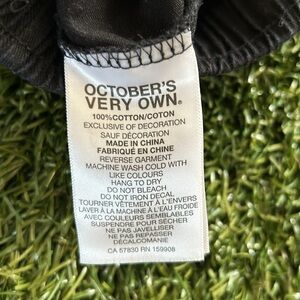 OCTOBER'S
VERY OWN®
100%COTTON/COTON
EXCLUSIVE OF DECORATION
SAUF DÉCORATION
MADE IN CHINA
FABRIQUÉ EN CHINE
REVERSE GARMENT
MACHINE WASH COLD WITH
LIKE COLOURS
HANG TO DRY
DO NOT BLEACH
DO NOT IRON DECAL
TOURNER VÊTEMENT À L'ENVERS
LAVER À LA MACHINE À L'EAU FROIDE
AVEC COULEURS SEMBLABLES
SUSPENDRE POUR SÉCHER
NE PAS JAVELLISER
NE PAS REPASSER
DÉCALCOMANIE
CA 57830 RN 159908